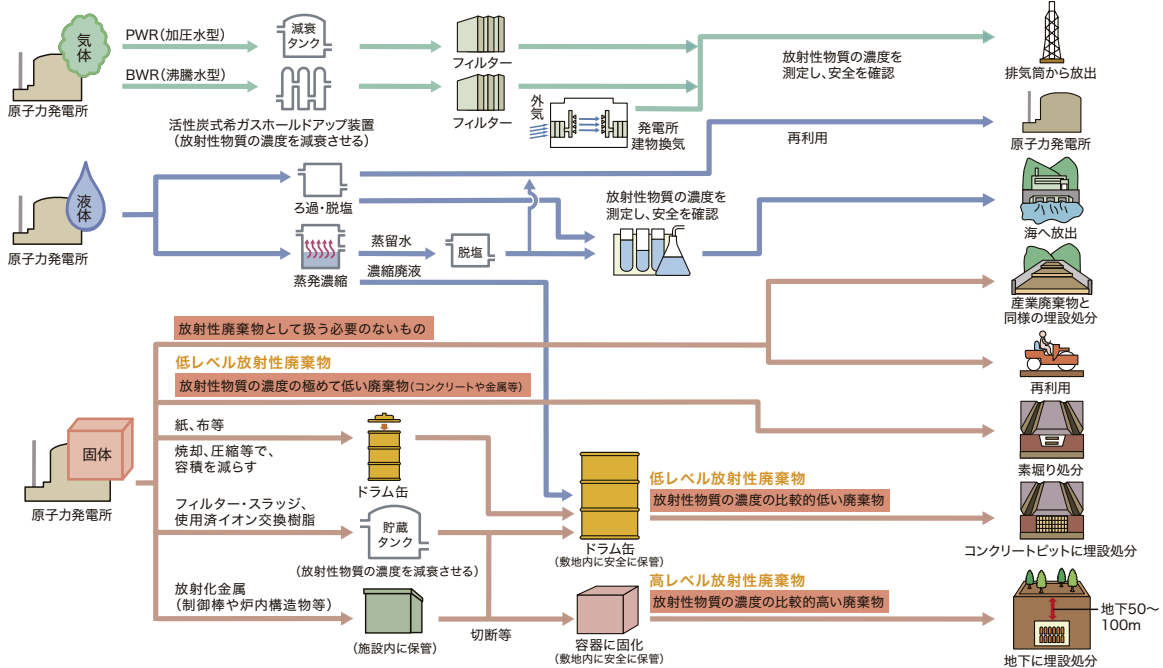 気体
原子力発電所
PWR（加圧水型）
減衰
タンク
フィルター
BWR（沸騰水型）
フィルター
活性炭式希ガスホールドアップ装置
（放射性物質の濃度を減衰させる）
外気
発電所
建物換気
放射性物質の濃度を
測定し、安全を確認
排気筒から放出
液体
原子力発電所
ろ過・脱塩
再利用
原子力発電所
蒸発濃縮
蒸留水
脱塩
濃縮廃液
放射性物質の濃度を
測定し、安全を確認
海へ放出
固体
原子力発電所
放射性廃棄物として扱う必要のないもの
産業廃棄物と
同様の埋設処分
再利用
低レベル放射性廃棄物
放射性物質の濃度の極めて低い廃棄物（コンクリートや金属等）
素堀り処分
紙、布等
焼却、圧縮等で、
容積を減らす
ドラム缶
フィルター・スラッジ、
使用済イオン交換樹脂
貯蔵
タンク
（放射性物質の濃度を減衰させる）
ドラム缶
（敷地内に安全に保管）
低レベル放射性廃棄物
放射性物質の濃度の比較的低い廃棄物
コンクリートピットに埋設処分
放射化金属
（制御棒や炉内構造物等）
（施設内に保管）
切断等
容器に固化
（敷地内に安全に保管）
高レベル放射性廃棄物
放射性物質の濃度の比較的高い廃棄物
地下50～
100m
地下に埋設処分